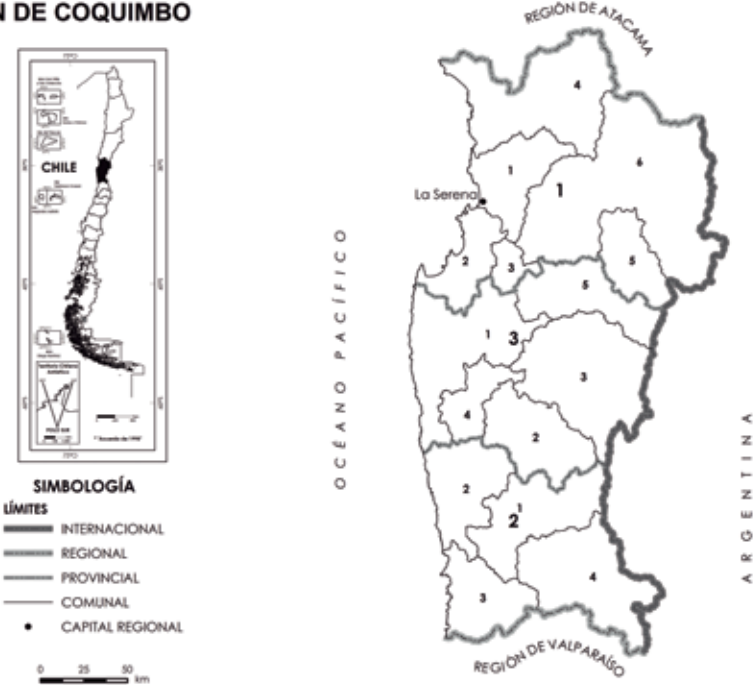 N DE COQUIMBO
CHILE
SIMBOLOGÍA
LÍMITES
INTERNACIONAL
REGIONAL
PROVINCIAL
COMUNAL
CAPITAL REGIONAL
0 25 50 km
REGIÓN DE ATACAMA
4
6
1
1
La Serena
2
3
5
5
1
3
3
4
2
2
1
2
4
3
OCÉANO PACÍFICO
ARGENTINA
REGIÓN DE VALPARAÍSO